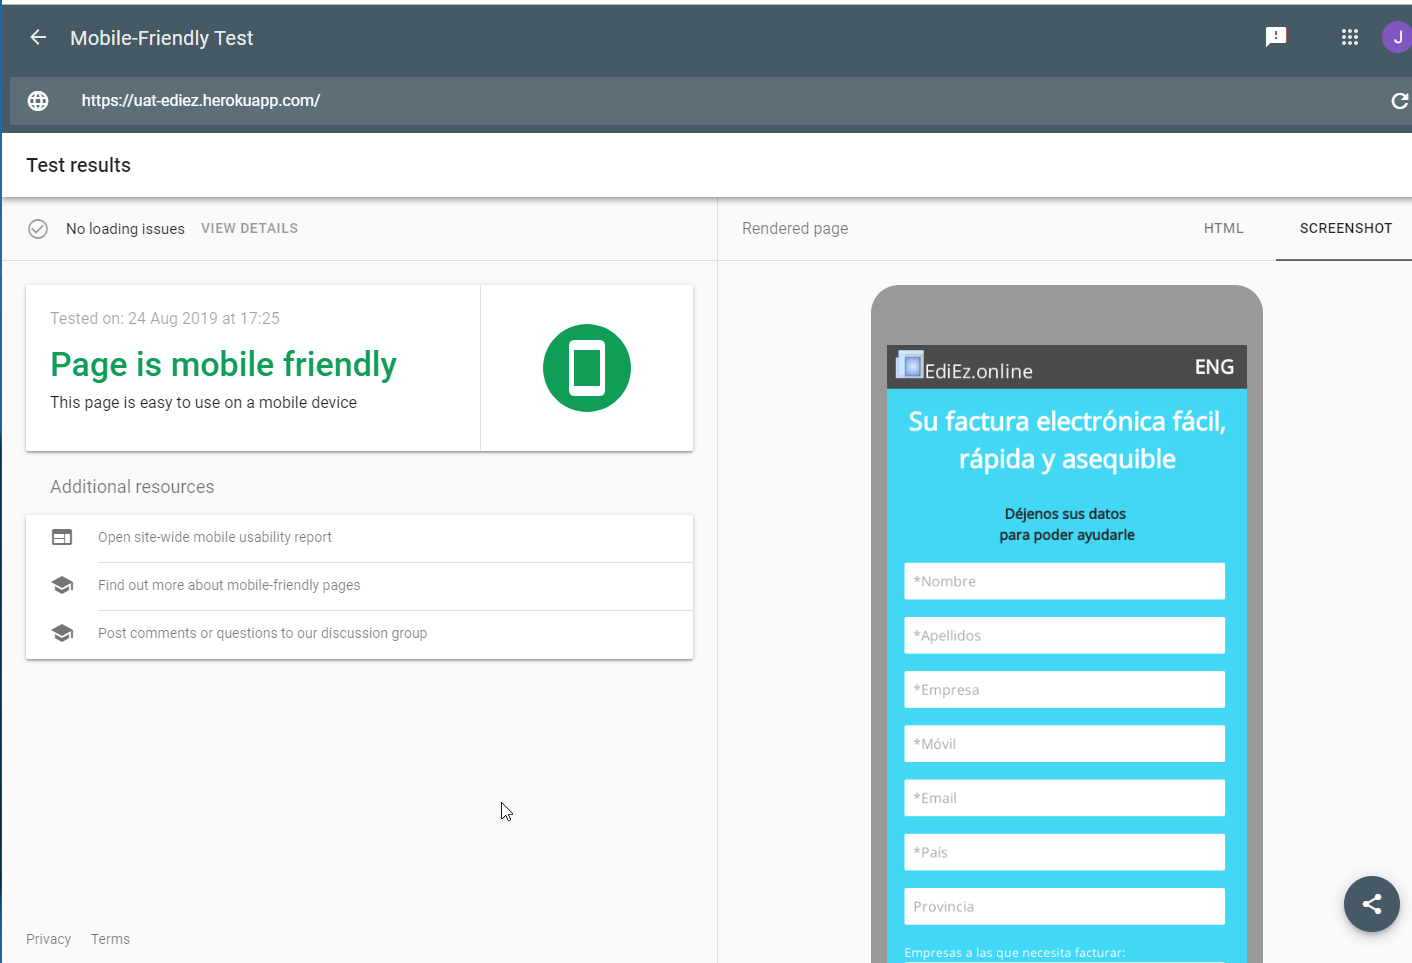 Mobile-Friendly Test
J
https://uat-ediez.herokuapp.com/
Test results
No loading issues VIEW DETAILS
Tested on: 24 Aug 2019 at 17:25
Page is mobile friendly
This page is easy to use on a mobile device
Additional resources
Open site-wide mobile usability report
Find out more about mobile-friendly pages
Post comments or questions to our discussion group
Privacy Terms
Rendered page HTML SCREENSHOT
EdiEz.online ENG
Su factura electrónica fácil,
rápida y asequible
Déjenos sus datos
para poder ayudarle
*Nombre
*Apellidos
*Empresa
*Móvil
*Email
*País
Provincia
Empresas a las que necesita facturar: